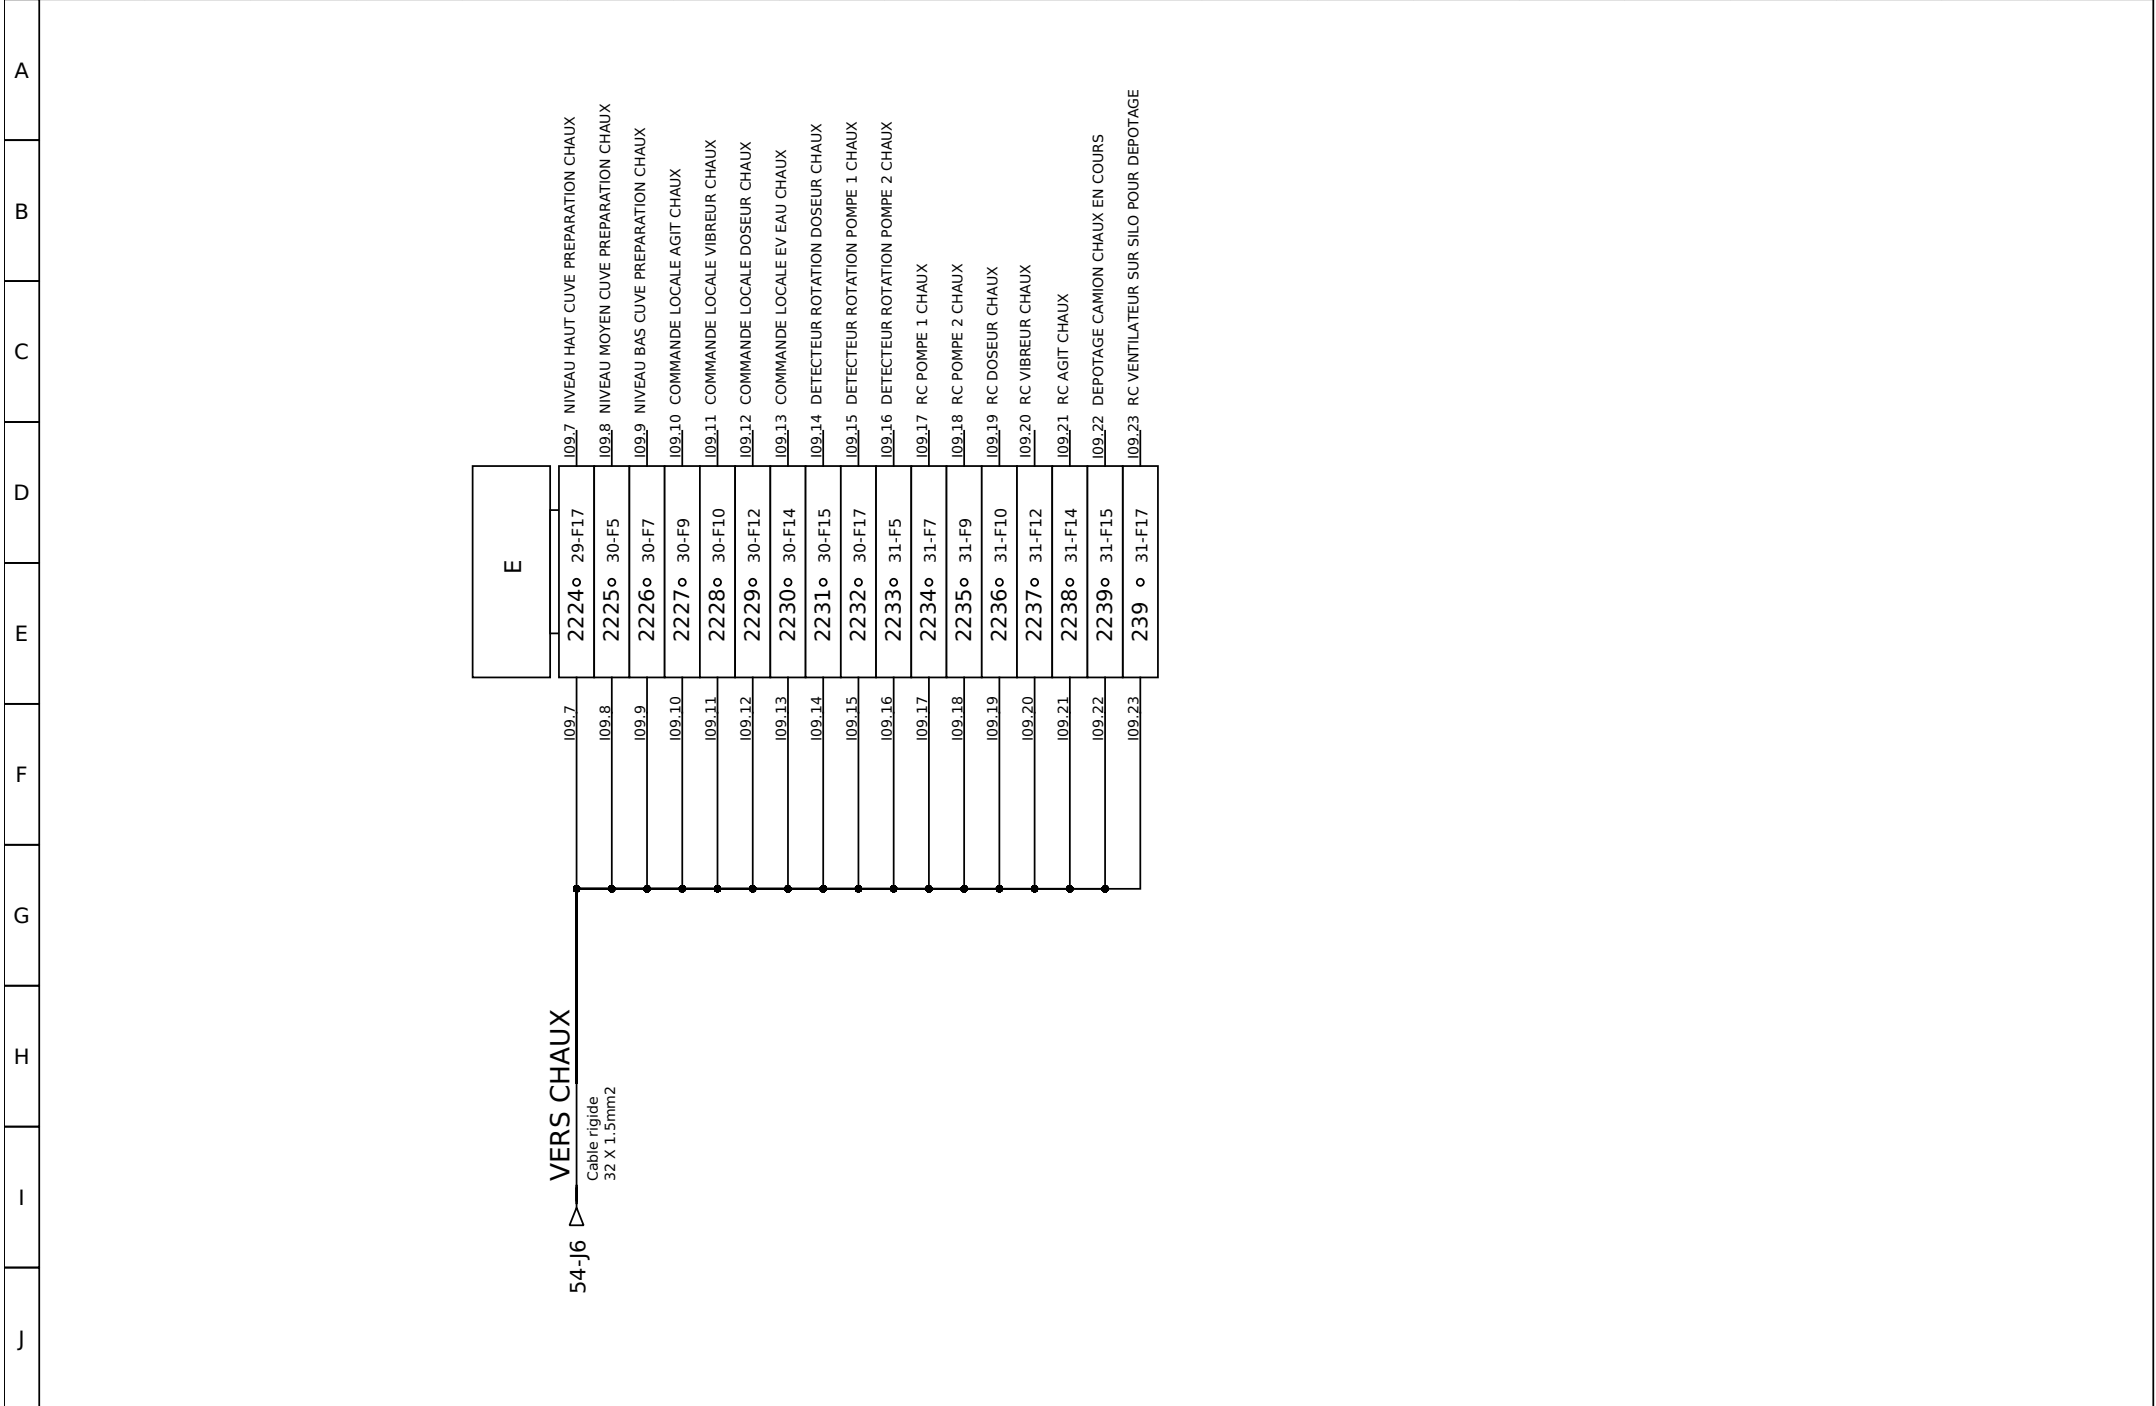 A
B
C
D
E
F
G
H
I
J
I09.7 NIVEAU HAUT CUVE PREPARATION CHAUX
I09.8 NIVEAU MOYEN CUVE PREPARATION CHAUX
I09.9 NIVEAU BAS CUVE PREPARATION CHAUX
I09.10 COMMANDE LOCALE AGIT CHAUX
I09.11 COMMANDE LOCALE VIBREUR CHAUX
I09.12 COMMANDE LOCALE DOSEUR CHAUX
I09.13 COMMANDE LOCALE EV EAU CHAUX
I09.14 DETECTEUR ROTATION DOSEUR CHAUX
I09.15 DETECTEUR ROTATION POMPE 1 CHAUX
I09.16 DETECTEUR ROTATION POMPE 2 CHAUX
I09.17 RC POMPE 1 CHAUX
I09.18 RC POMPE 2 CHAUX
I09.19 RC DOSEUR CHAUX
I09.20 RC VIBREUR CHAUX
I09.21 RC AGIT CHAUX
I09.22 DEPOTAGE CAMION CHAUX EN COURS
I09.23 RC VENTILATEUR SUR SILO POUR DEPOTAGE
E
2224 29-F17
2225 30-F5
2226 30-F7
2227 30-F9
2228 30-F10
2229 30-F12
2230 30-F14
2231 30-F15
2232 30-F17
2233 31-F5
2234 31-F7
2235 31-F9
2236 31-F10
2237 31-F12
2238 31-F14
2239 31-F15
239 31-F17
I09.7
I09.8
I09.9
I09.10
I09.11
I09.12
I09.13
I09.14
I09.15
I09.16
I09.17
I09.18
I09.19
I09.20
I09.21
I09.22
I09.23
VERS CHAUX
Cable rigide
32 X 1.5mm2
54-J6